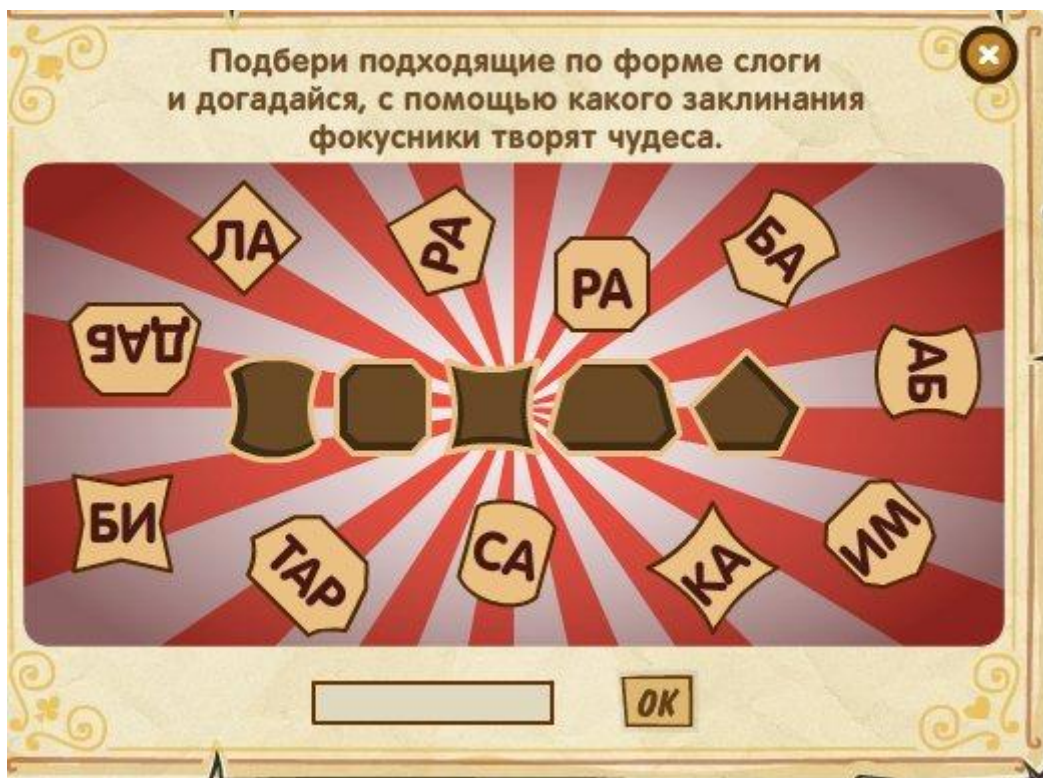 Подбери подходящие по форме слоги
и догадайся, с помощью какого заклинания
фокусники творят чудеса.
ЛА
РА
РА
БА
ДАБ
АБ
БИ
ТАР
СА
КА
ИМ
ОК